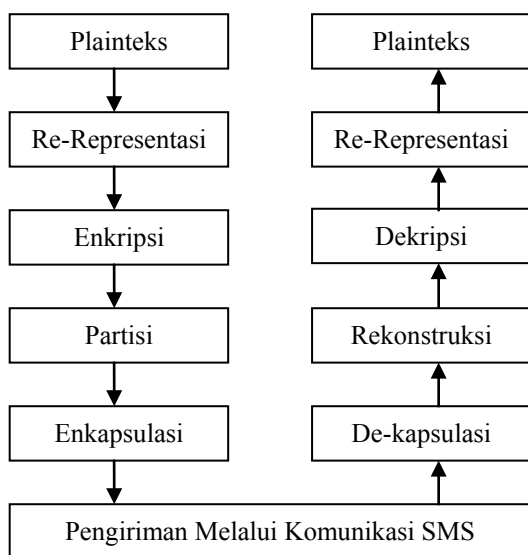 Plainteks
Re-Representasi
Enkripsi
Partisi
Enkapsulasi
Plainteks
Re-Representasi
Dekripsi
Rekonstruksi
De-kapsulasi
Pengiriman Melalui Komunikasi SMS